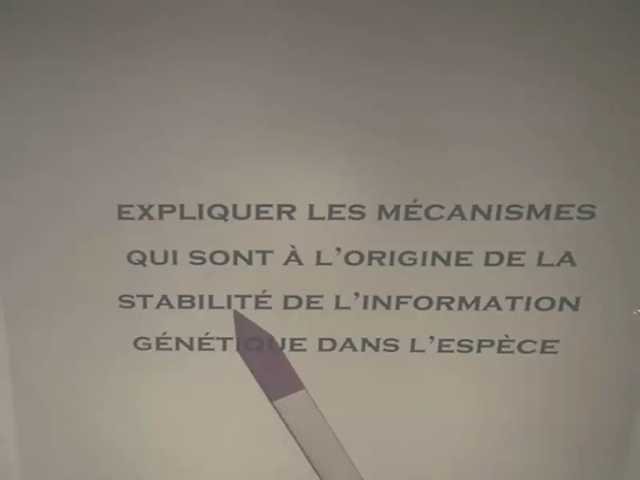 EXPLIQUER LES MÉCANISMES
QUI SONT À L'ORIGINE DE LA
STABILITÉ DE L'INFORMATION
GÉNÉTIQUE DANS L'ESPÈCE